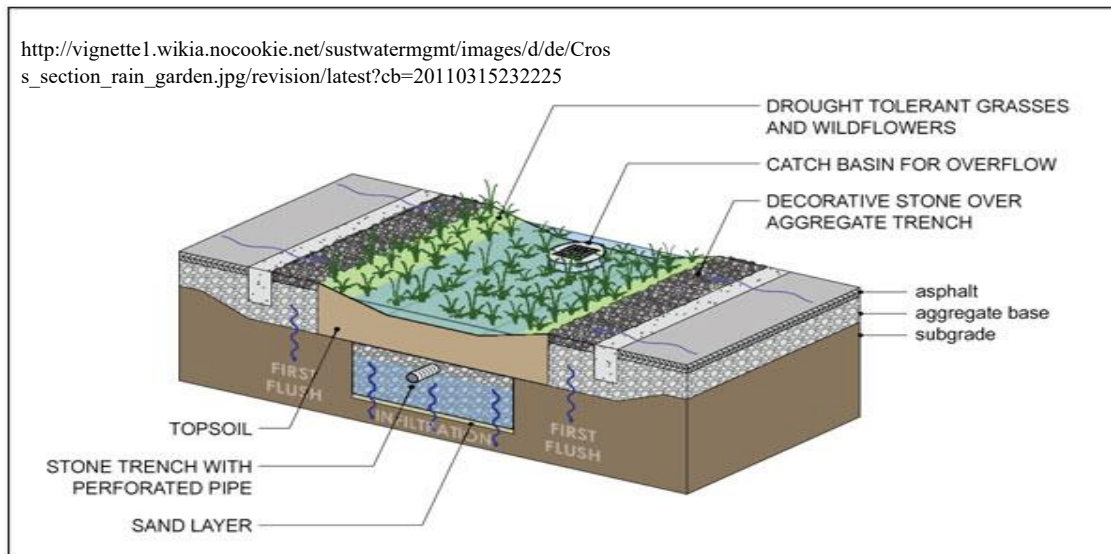 http://vignette1.wikia.nocookie.net/sustwatermgmt/images/d/de/Cros
s_section_rain_garden.jpg/revision/latest?cb=20110315232225
DROUGHT TOLERANT GRASSES
AND WILDFLOWERS
CATCH BASIN FOR OVERFLOW
DECORATIVE STONE OVER
AGGREGATE TRENCH
asphalt
aggregate base
subgrade
FIRST
FLUSH
INFILTRATION
FIRST
FLUSH
TOPSOIL
STONE TRENCH WITH
PERFORATED PIPE
SAND LAYER